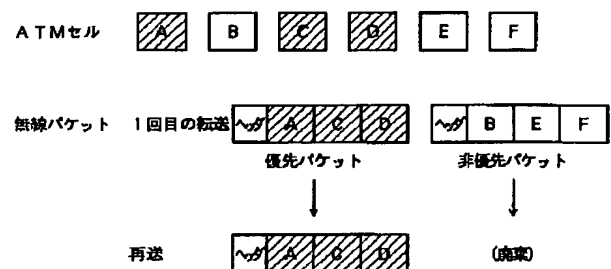 ATMセル A B C D E F
無線パケット 1回目の転送 ヘッダ A C D ヘッダ B E F
優先パケット 非優先パケット
再送 ヘッダ A C D (廃棄)